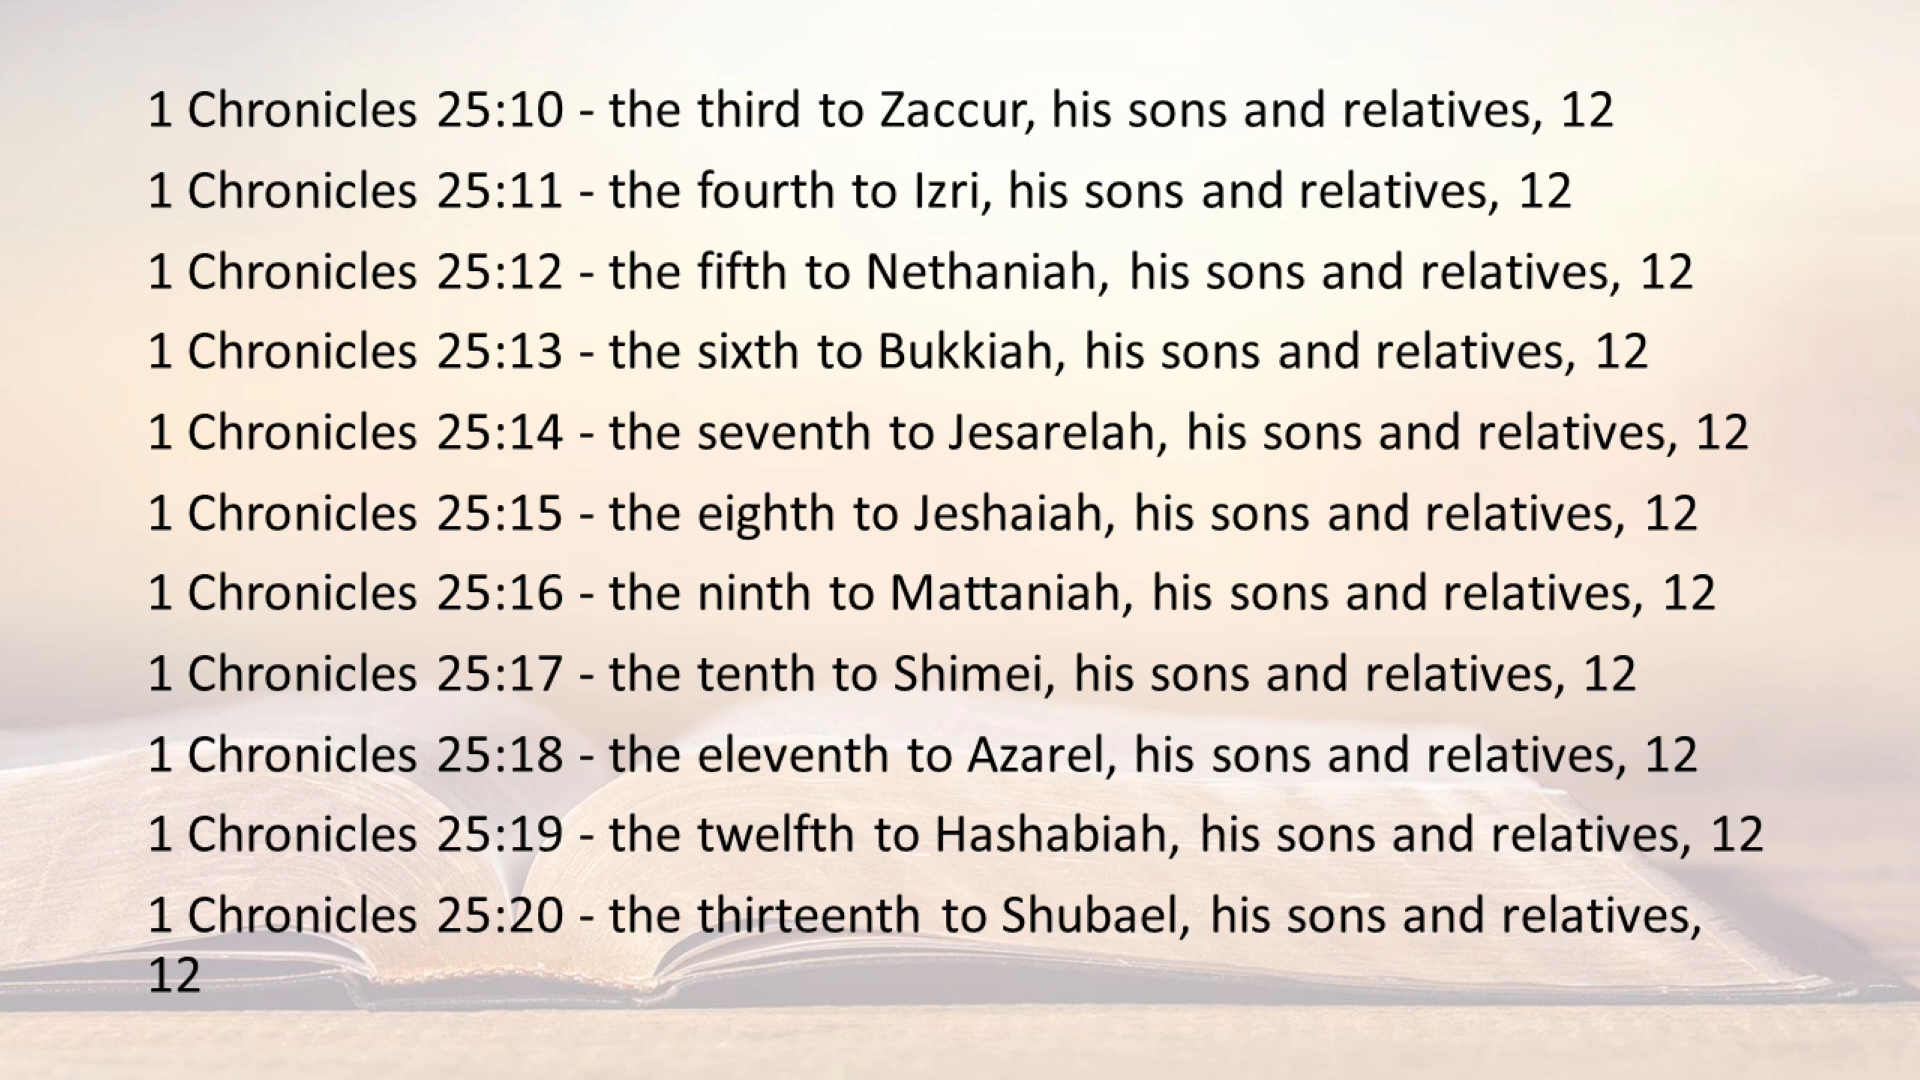 1 Chronicles 25:10 - the third to Zaccur, his sons and relatives, 12
1 Chronicles 25:11 - the fourth to Izri, his sons and relatives, 12
1 Chronicles 25:12 - the fifth to Nethaniah, his sons and relatives, 12
1 Chronicles 25:13 - the sixth to Bukkiah, his sons and relatives, 12
1 Chronicles 25:14 - the seventh to Jesarelah, his sons and relatives, 12
1 Chronicles 25:15 - the eighth to Jeshaiah, his sons and relatives, 12
1 Chronicles 25:16 - the ninth to Mattaniah, his sons and relatives, 12
1 Chronicles 25:17 - the tenth to Shimei, his sons and relatives, 12
1 Chronicles 25:18 - the eleventh to Azarel, his sons and relatives, 12
1 Chronicles 25:19 - the twelfth to Hashabiah, his sons and relatives, 12
1 Chronicles 25:20 - the thirteenth to Shubael, his sons and relatives,
12